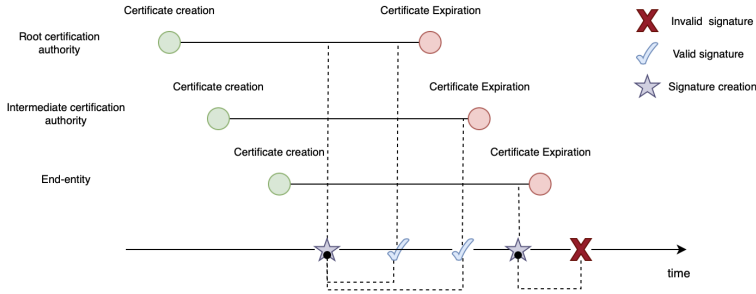 Certificate creation
Certificate Expiration
Root certification
authority
Invalid signature
Valid signature
Signature creation
Certificate creation
Certificate Expiration
Intermediate certification
authority
Certificate creation
Certificate Expiration
End-entity
time